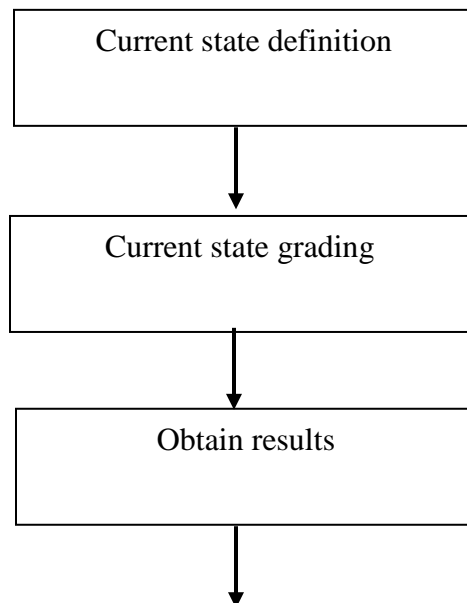 Current state definition
Current state grading
Obtain results